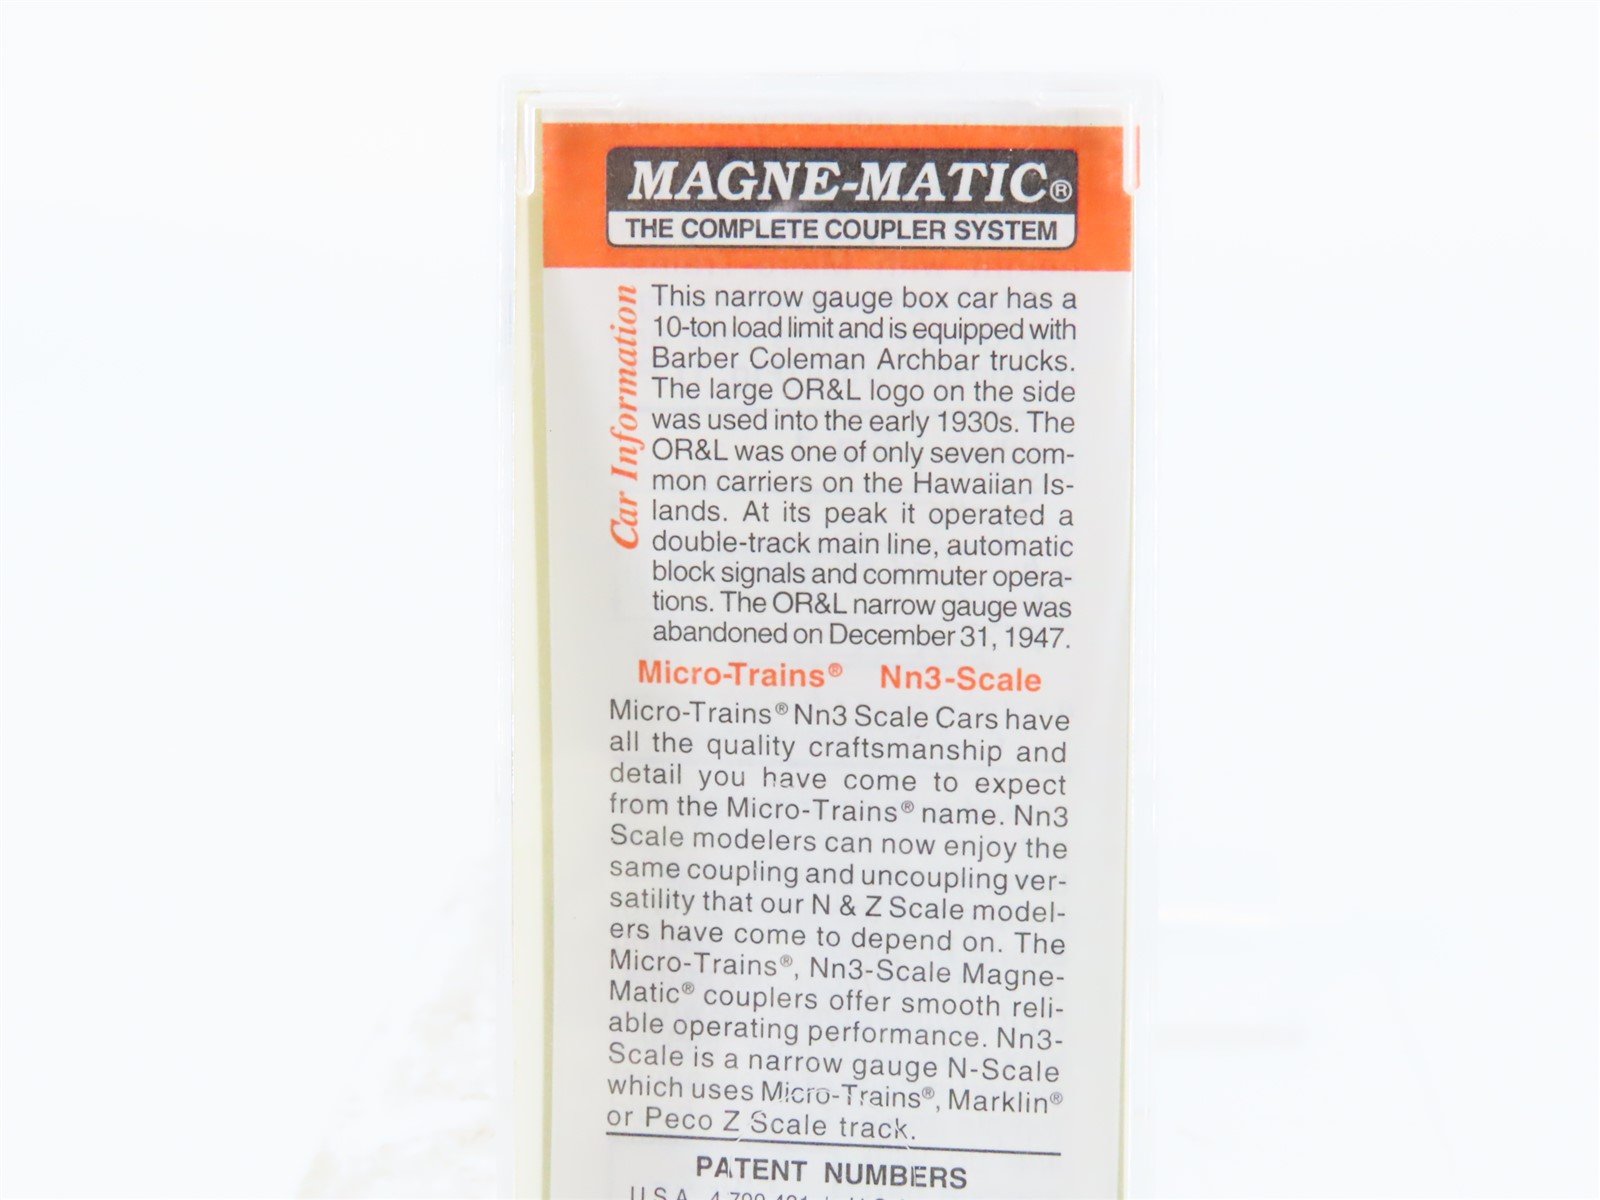 MAGNE-MATIC®
THE COMPLETE COUPLER SYSTEM
Car Information
This narrow gauge box car has a
10-ton load limit and is equipped with
Barber Coleman Archbar trucks.
The large OR&L logo on the side
was used into the early 1930s. The
OR&L was one of only seven com-
mon carriers on the Hawaiian Is-
lands. At its peak it operated a
double-track main line, automatic
block signals and commuter opera-
tions. The OR&L narrow gauge was
abandoned on December 31, 1947.
Micro-Trains® Nn3-Scale
Micro-Trains® Nn3 Scale Cars have
all the quality craftsmanship and
detail you have come to expect
from the Micro-Trains® name. Nn3
Scale modelers can now enjoy the
same coupling and uncoupling ver-
satility that our N & Z Scale model-
ers have come to depend on. The
Micro-Trains®, Nn3-Scale Magne-
Matic® couplers offer smooth reli-
able operating performance. Nn3-
Scale is a narrow gauge N-Scale
which uses Micro-Trains®, Marklin®
or Peco Z Scale track.
PATENT NUMBERS
U.S.A.